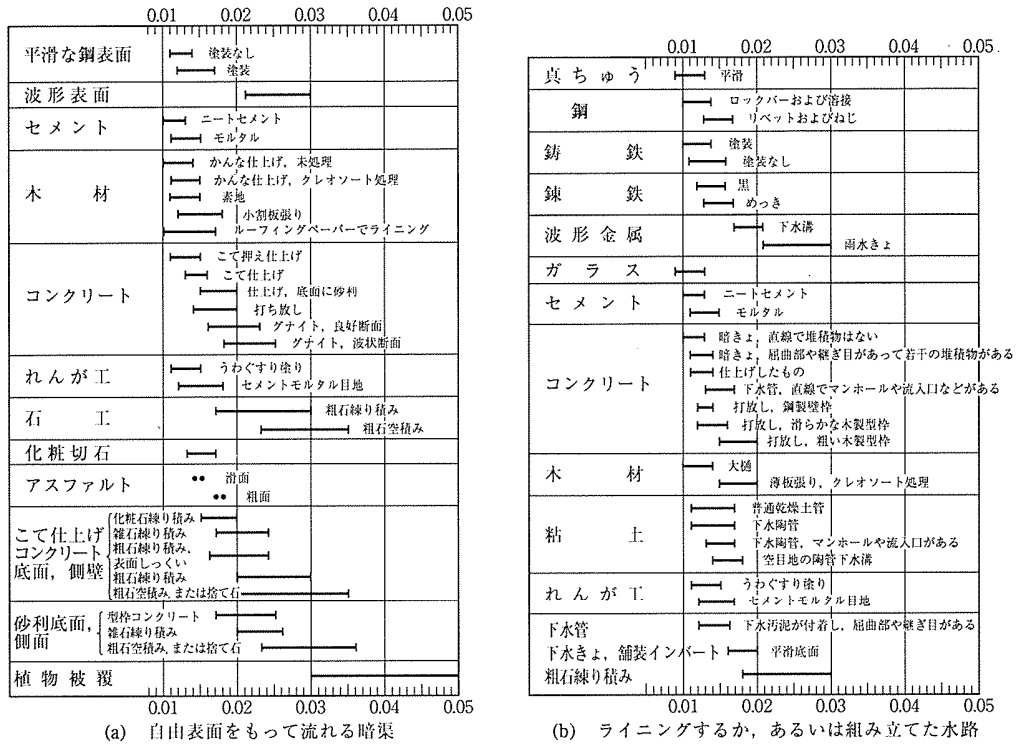 0.01 0.02 0.03 0.04 0.05
平滑な鋼表面
塗装なし
塗装
波形表面
セメント
ニートセメント
モルタル
木 材
かんな仕上げ, 未処理
かんな仕上げ, クレオソート処理
素地
小割板張り
ルーフィングペーパーでライニング
コンクリート
こて押え仕上げ
こて仕上げ
仕上げ, 底面に砂利
打ち放し
グナイト, 良好断面
グナイト, 波状断面
れんが工
うわぐすり塗り
セメントモルタル目地
石 工
粗石練り積み
粗石空積み
化粧切石
アスファルト
滑面
粗面
こて仕上げ
コンクリート
底面, 側壁
化粧石練り積み
雑石練り積み
粗石練り積み,
表面しっくい
粗石練り積み
粗石空積み, または捨て石
砂利底面,
側面
型枠コンクリート
雑石練り積み
粗石空積み, または捨て石
植物被覆
0.01 0.02 0.03 0.04 0.05
(a) 自由表面をもって流れる暗渠
0.01 0.02 0.03 0.04 0.05
真ちゅう
平滑
鋼
ロックバーおよび溶接
リベットおよびねじ
鋳 鉄
塗装
塗装なし
錬 鉄
黒
めっき
波形金属
下水溝
雨水きょ
ガラス
セメント
ニートセメント
モルタル
コンクリート
暗きょ, 直線で堆積物はない
暗きょ, 屈曲部や継ぎ目があって若干の堆積物がある
仕上げしたもの
下水管, 直線でマンホールや流入口などがある
打放し, 鋼製型枠
打放し, 滑らかな木製型枠
打放し, 粗い木製型枠
木 材
大樋
薄板張り, クレオソート処理
粘 土
普通乾燥土管
下水陶管
下水陶管, マンホールや流入口がある
空目地の陶管下水溝
れんが工
うわぐすり塗り
セメントモルタル目地
下水管
下水汚泥が付着し, 屈曲部や継ぎ目がある
下水きょ, 舗装インバート
平滑底面
粗石練り積み
0.01 0.02 0.03 0.04 0.05
(b) ライニングするか, あるいは組み立てた水路